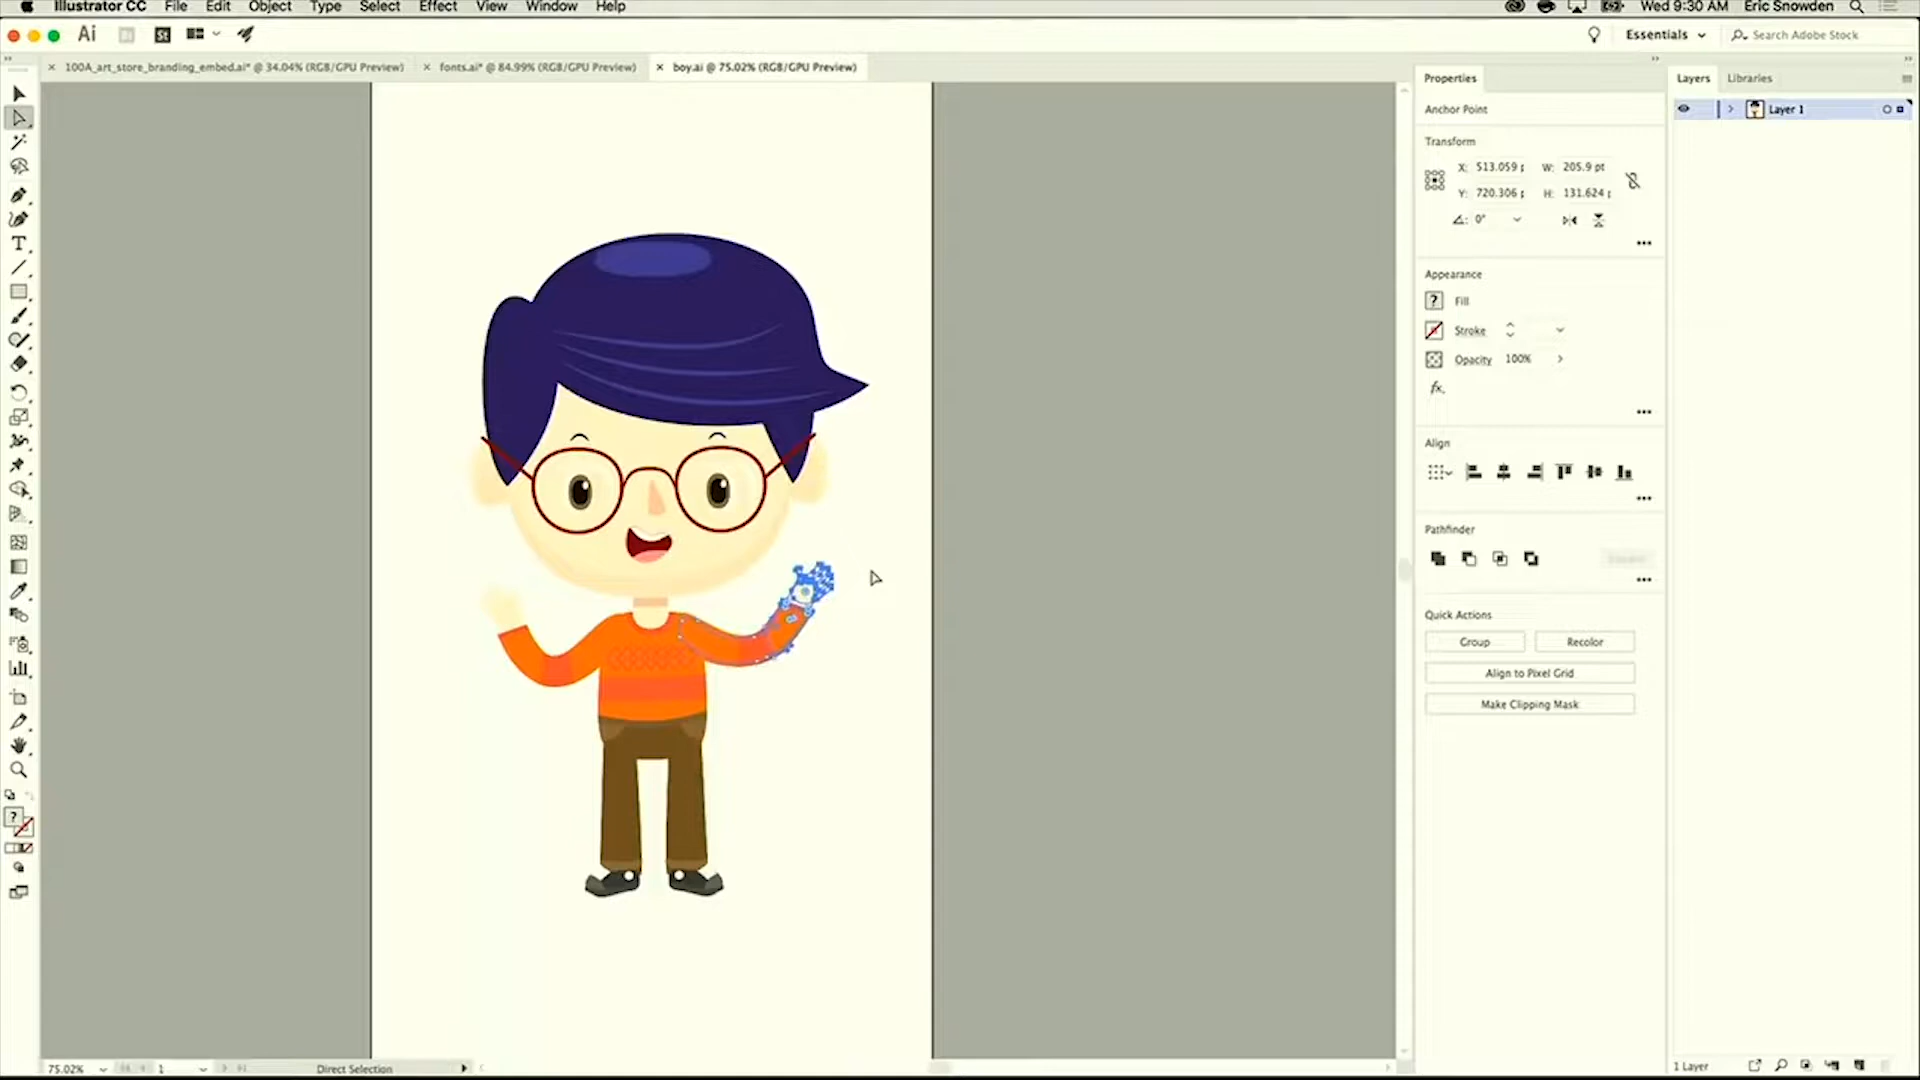 Illustrator CC File Edit Object Type Select Effect View Window Help Wed 9:30 AM Eric Snowden
Ai St Essentials Search Adobe Stock
100A_art_store_branding_embed.ai* @ 34.04% (RGB/GPU Preview) fonts.ai* @ 84.99% (RGB/GPU Preview) boy.ai @ 75.02% (RGB/GPU Preview)
Properties
Layers Libraries
Anchor Point
Layer 1
Transform
X: 513.059 W: 205.9 pt
Y: 720.306 H: 131.624
0°
Appearance
? Fill
Stroke
Opacity 100%
fx.
Align
Pathfinder
Quick Actions
Group Recolor
Align to Pixel Grid
Make Clipping Mask
T
?
75.02% 1 Direct Selection
1 Layer